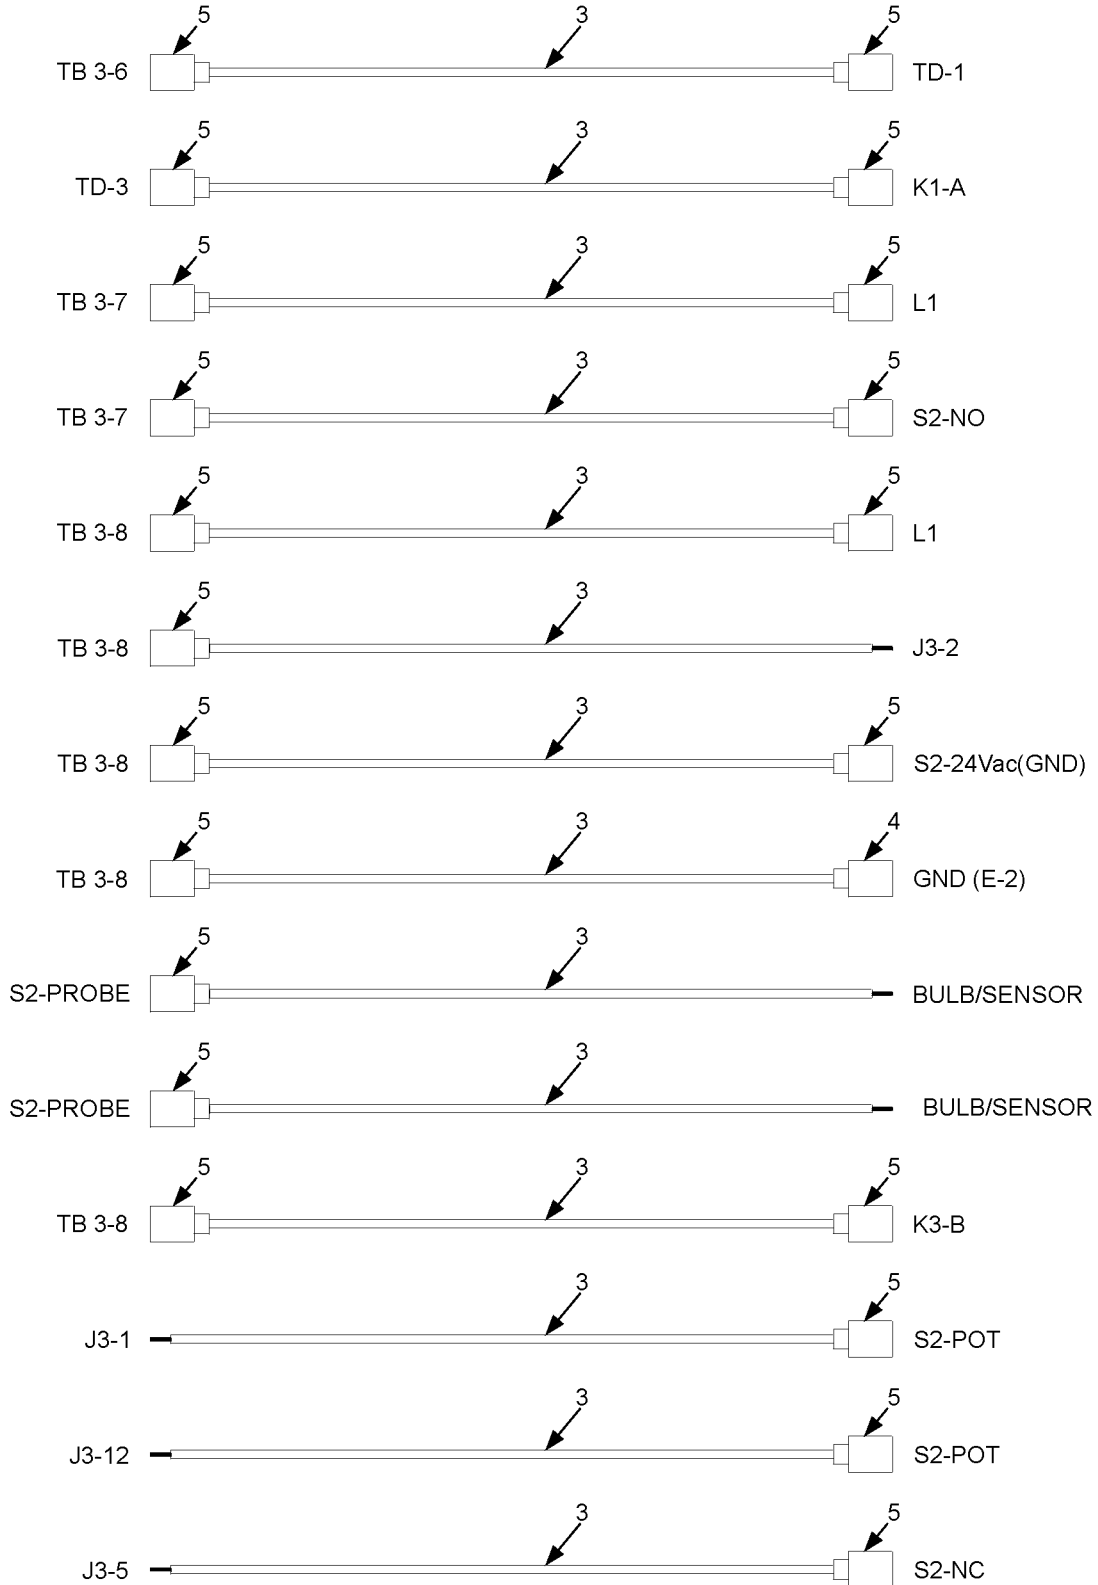 5 3 5
TB 3-6 TD-1
5 3 5
TD-3 K1-A
5 3 5
TB 3-7 L1
5 3 5
TB 3-7 S2-NO
5 3 5
TB 3-8 L1
5 3
TB 3-8 J3-2
5 3 5
TB 3-8 S2-24Vac(GND)
5 3 4
TB 3-8 GND (E-2)
5 3
S2-PROBE BULB/SENSOR
5 3
S2-PROBE BULB/SENSOR
5 3 5
TB 3-8 K3-B
3 5
J3-1 S2-POT
3 5
J3-12 S2-POT
3 5
J3-5 S2-NC